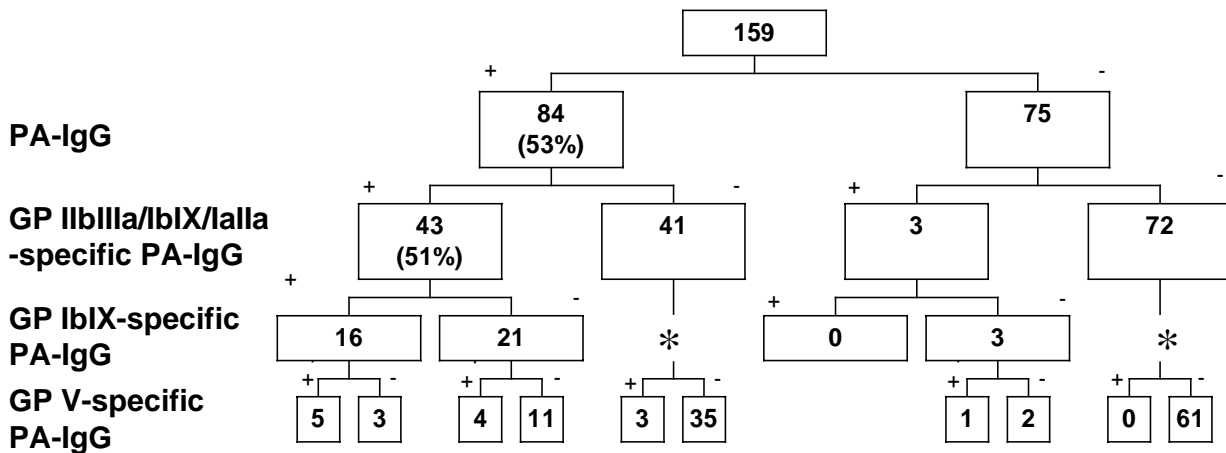 159
+ -
PA-IgG
84 75
(53%)
+ - + -
GP IIbIIIa/IbIX/IaIIa
-specific PA-IgG
43 41 3 72
(51%)
+ - + -
GP IbIX-specific
PA-IgG
16 21 * 0 3 *
+ - + - + - + - + -
GP V-specific
PA-IgG
5 3 4 11 3 35 1 2 0 61